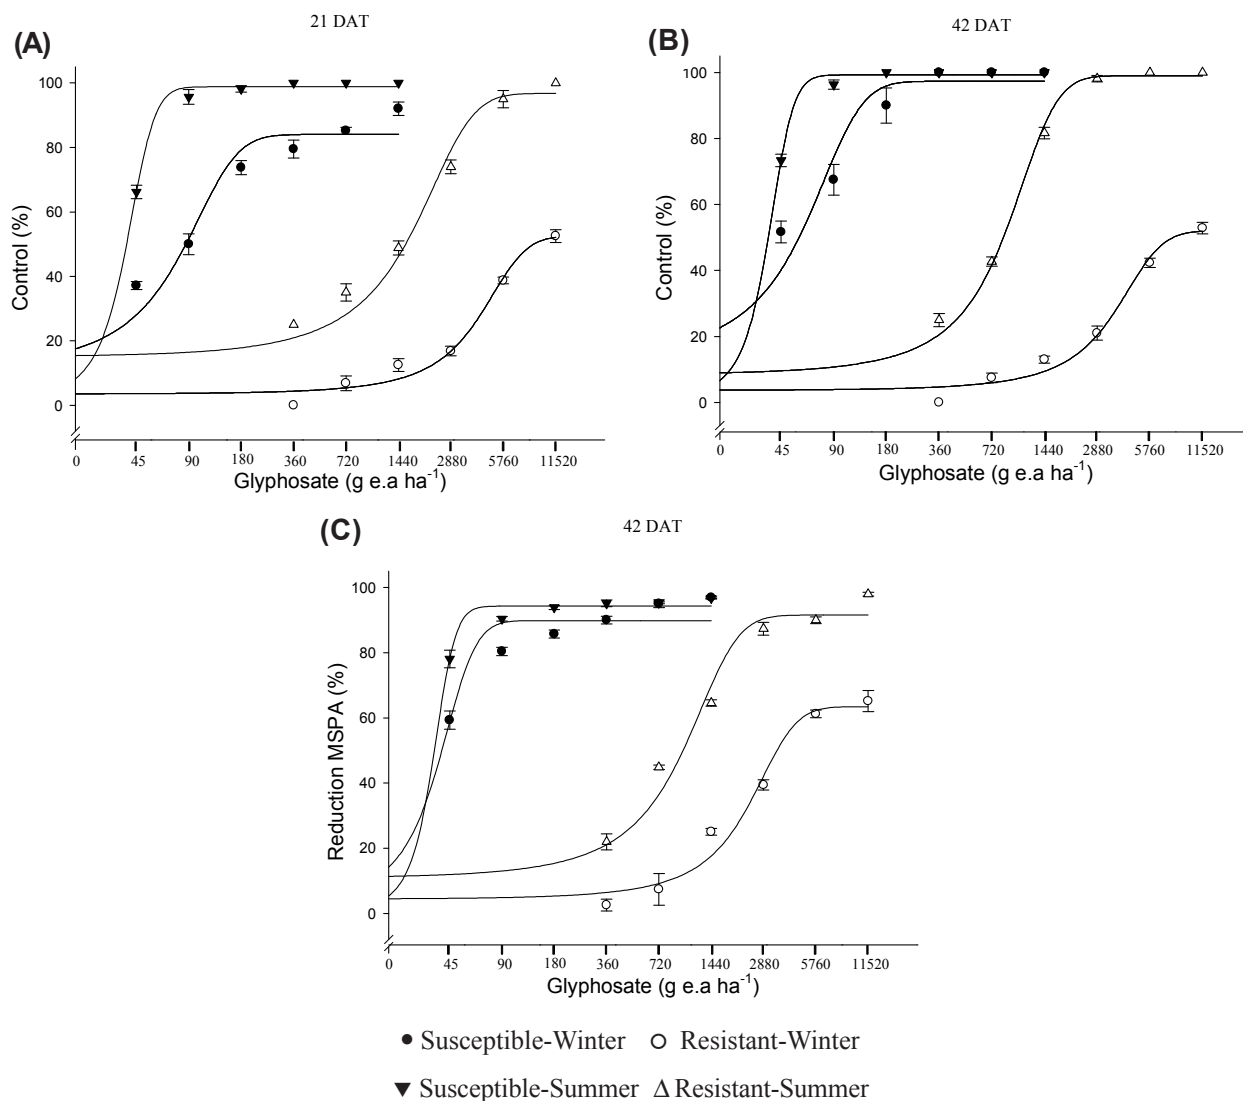 21 DAT
(A)
Control (%)
100
80
60
40
20
0
0 45 90 180 360 720 1440 2880 5760 11520
Glyphosate (g e.a ha⁻¹)
42 DAT
(B)
Control (%)
100
80
60
40
20
0
0 45 90 180 360 720 1440 2880 5760 11520
Glyphosate (g e.a ha⁻¹)
42 DAT
(C)
Reduction MSPA (%)
100
80
60
40
20
0
0 45 90 180 360 720 1440 2880 5760 11520
Glyphosate (g e.a ha⁻¹)
Susceptible-Winter Resistant-Winter
Susceptible-Summer Resistant-Summer